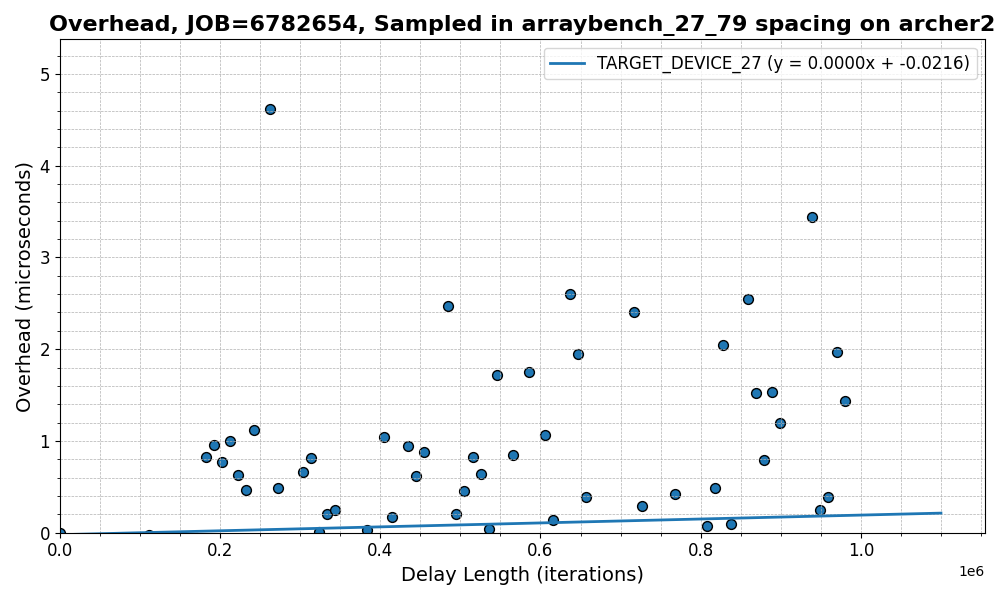 Overhead, JOB=6782654, Sampled in arraybench_27_79 spacing on archer2
TARGET_DEVICE_27 (y = 0.0000x + -0.0216)
Overhead (microseconds)
5
4
3
2
1
0
0.0 0.2 0.4 0.6 0.8 1.0
1e6
Delay Length (iterations)